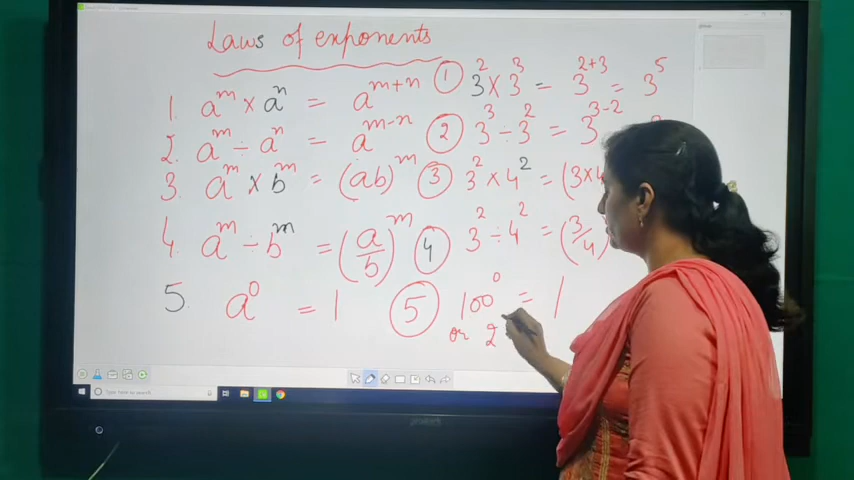 Laws of exponents
1. a^m × a^n = a^(m+n) ① 3^2 × 3^3 = 3^(2+3) = 3^5
2. a^m ÷ a^n = a^(m-n) ② 3^3 ÷ 3^2 = 3^(3-2)
3. a^m × b^m = (ab)^m ③ 3^2 × 4^2 = (3×4
4. a^m ÷ b^m = (a/b)^m ④ 3^2 ÷ 4^2 = (3/4)
5. a^0 = 1 ⑤ 100^0 = 1
or 2